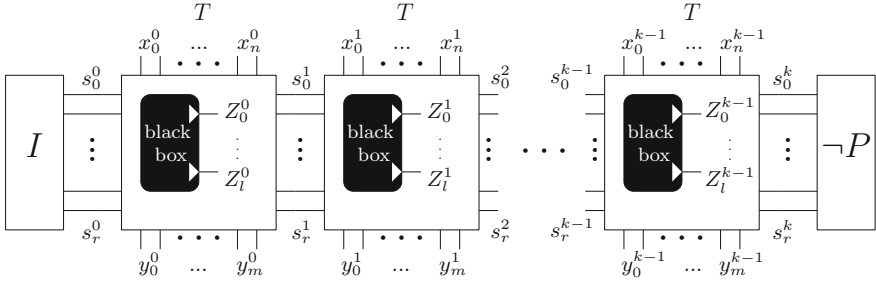 T T T
x_0^0 ... x_n^0 x_0^1 ... x_n^1 x_0^{k-1} ... x_n^{k-1}
s_0^0 s_0^1 s_0^2 s_0^{k-1} s_0^k
Z_0^0 Z_0^1 Z_0^{k-1}
I black box black box black box ¬P
Z_l^0 Z_l^1 Z_l^{k-1}
s_r^0 s_r^1 s_r^2 s_r^{k-1} s_r^k
y_0^0 ... y_m^0 y_0^1 ... y_m^1 y_0^{k-1} ... y_m^{k-1}